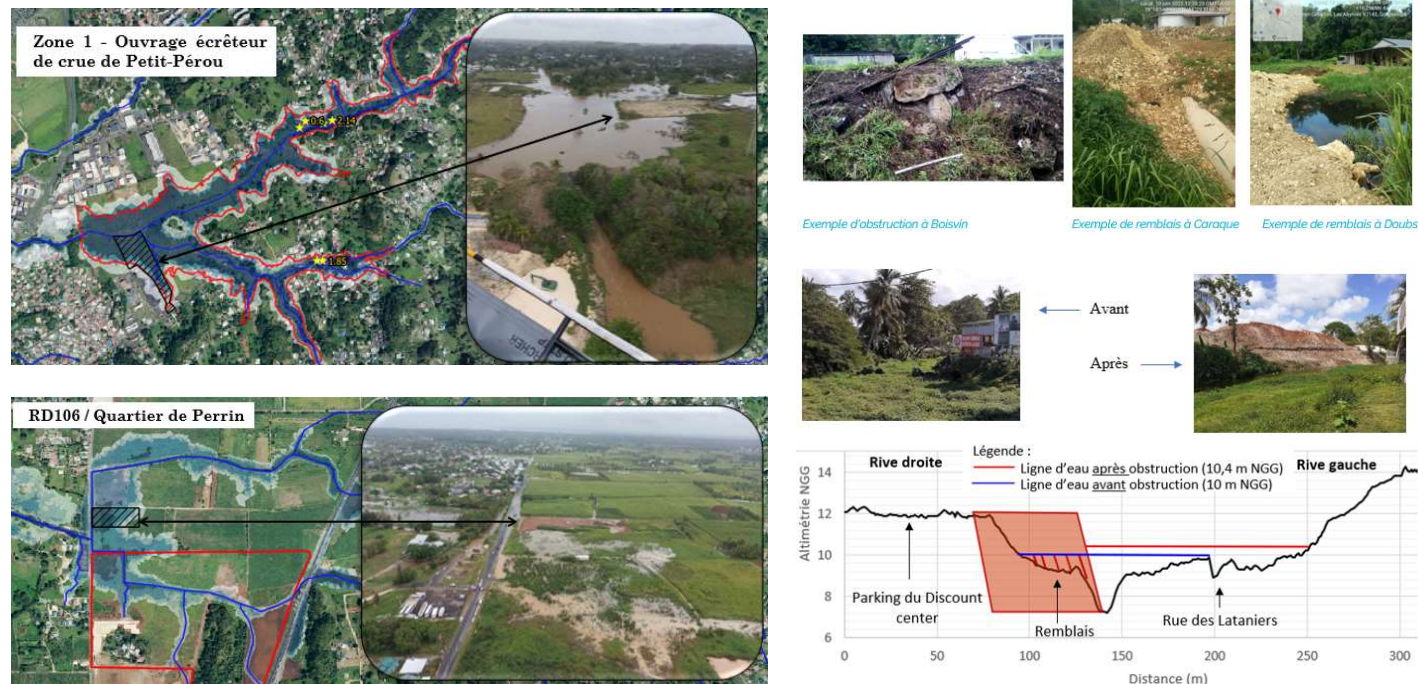 Zone 1 - Ouvrage écrêteur
de crue de Petit-Pérou
0.6
2.14
1.85
RCHER
RD106 / Quartier de Perrin
Exemple d'obstruction à Boisvin
Exemple de remblais à Caraque
Exemple de remblais à Doubs
Avant
Après
Légende :
Ligne d'eau après obstruction (10,4 m NGG)
Ligne d'eau avant obstruction (10 m NGG)
Rive droite
Rive gauche
Altimétrie NGG
14
12
10
8
6
Parking du Discount
center
Remblais
Rue des Lataniers
0
50
100
150
200
250
300
Distance (m)